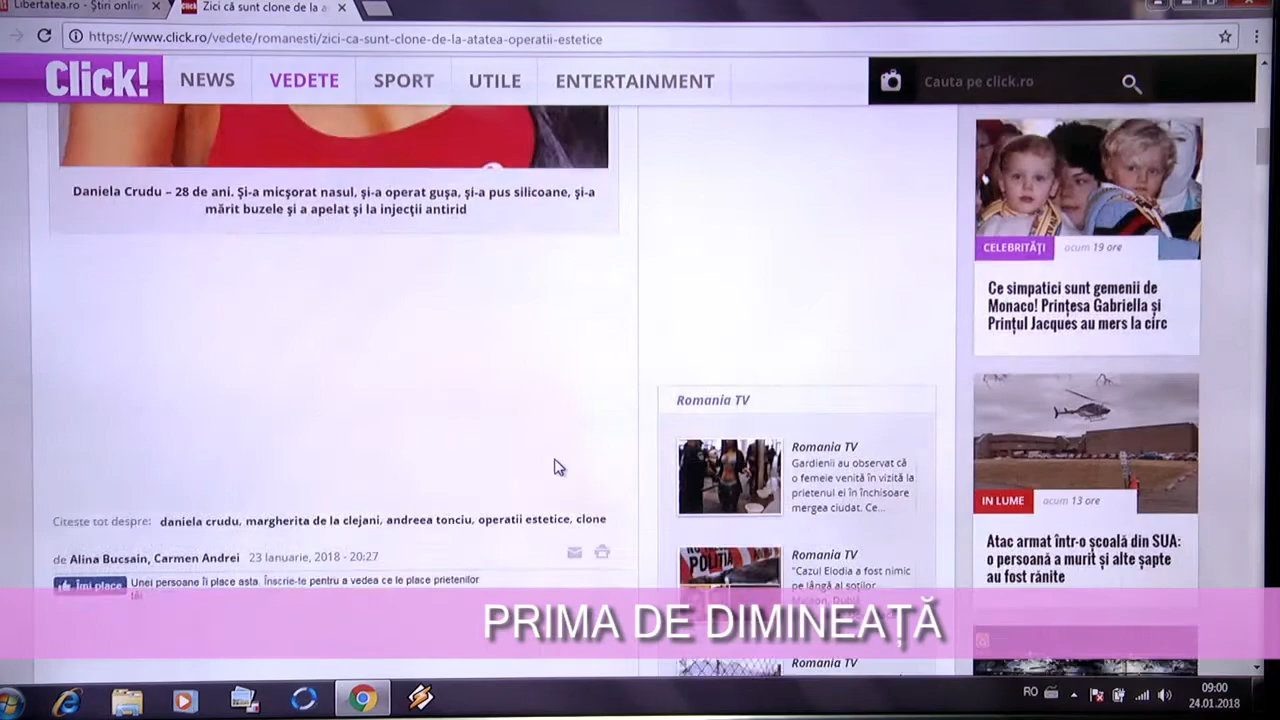 Libertatea.ro - Știri online
Zici că sunt clone de la a
https://www.click.ro/vedete/romanesti/zici-ca-sunt-clone-de-la-atatea-operatii-estetice
Click!
NEWS
VEDETE
SPORT
UTILE
ENTERTAINMENT
Cauta pe click.ro
Daniela Crudu – 28 de ani. Și-a micșorat nasul, și-a operat gușa, și-a pus silicoane, și-a
mărit buzele și a apelat și la injecții antirid
Citeste tot despre: daniela crudu, margherita de la clejani, andreea tonciu, operatii estetice, clone
de Alina Bucsain, Carmen Andrei 23 Ianuarie, 2018 - 20:27
Îmi place
Unei persoane îi place asta. Înscrie-te pentru a vedea ce le place prietenilor
tăi.
Romania TV
Romania TV
Gardienii au observat că
o femeie venită în vizită la
prietenul ei în închisoare
mergea ciudat. Ce...
POLITIA
Romania TV
"Cazul Elodia a fost nimic
pe lângă al soților
Romania TV
CELEBRITĂȚI
acum 19 ore
Ce simpatici sunt gemenii de
Monaco! Prințesa Gabriella și
Prințul Jacques au mers la circ
IN LUME
acum 13 ore
Atac armat într-o școală din SUA:
o persoană a murit și alte șapte
au fost rănite
PRIMA DE DIMINEAȚĂ
RO
09:00
24.01.2018